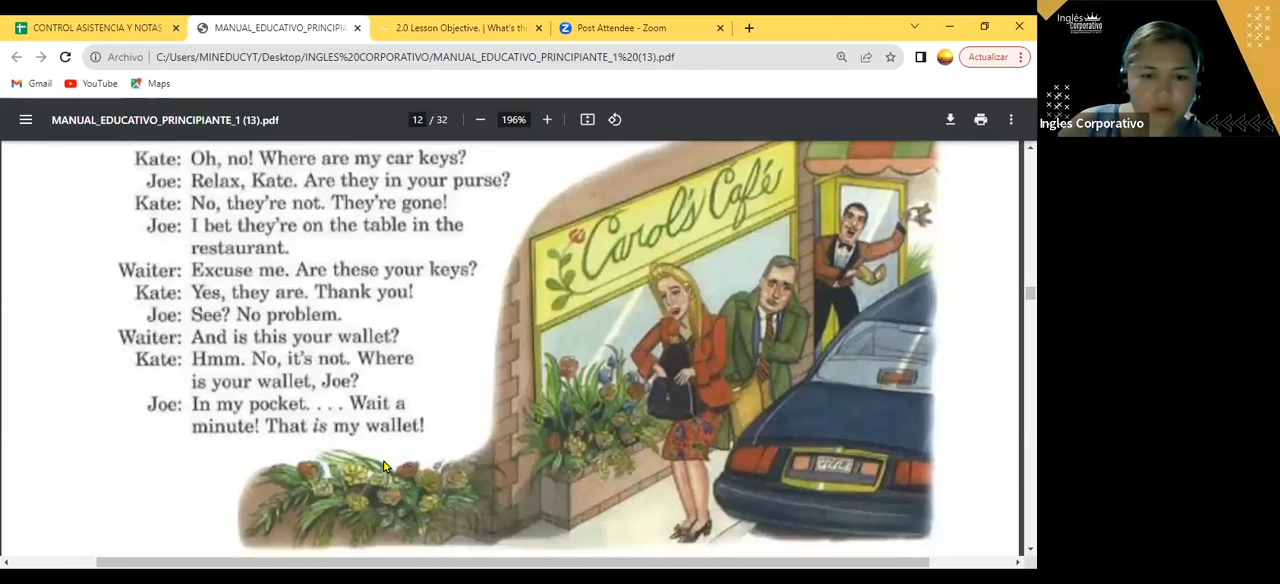 CONTROL ASISTENCIA Y NOTAS
MANUAL_EDUCATIVO_PRINCIPIA
2.0 Lesson Objective. | What's th
Post Attendee - Zoom
Archivo
C:/Users/MINEDUCYT/Desktop/INGLES%20CORPORATIVO/MANUAL_EDUCATIVO_PRINCIPIANTE_1%20(13).pdf
Actualizar
Gmail
YouTube
Maps
MANUAL_EDUCATIVO_PRINCIPIANTE_1 (13).pdf
12 / 32
196%
Kate: Oh, no! Where are my car keys?
Joe: Relax, Kate. Are they in your purse?
Kate: No, they're not. They're gone!
Joe: I bet they're on the table in the
restaurant.
Waiter: Excuse me. Are these your keys?
Kate: Yes, they are. Thank you!
Joe: See? No problem.
Waiter: And is this your wallet?
Kate: Hmm. No, it's not. Where
is your wallet, Joe?
Joe: In my pocket. . . . Wait a
minute! That is my wallet!
Carol's Café
Inglés
Ingles Corporativo